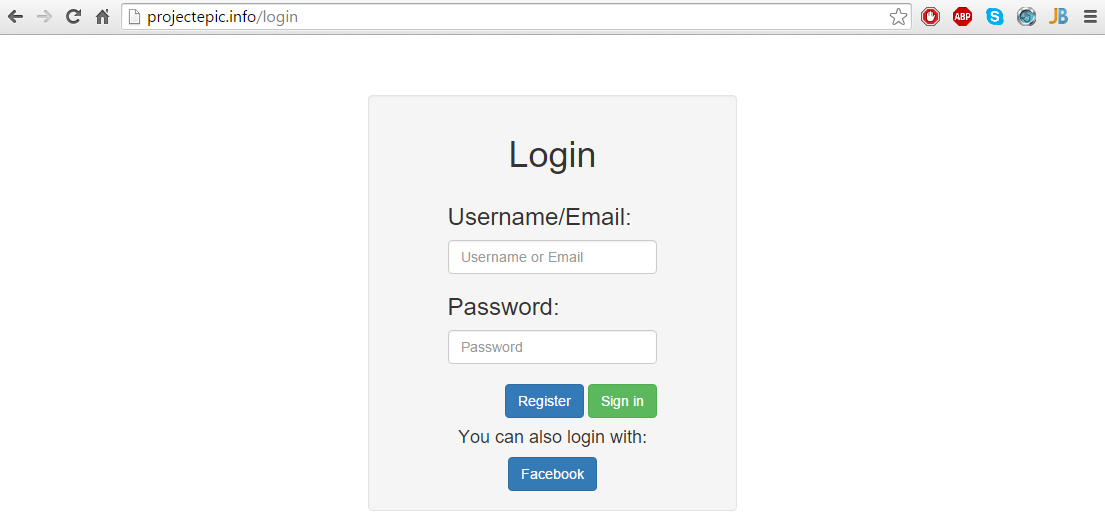 projectepic.info/login
ABP
S
JB
Login
Username/Email:
Username or Email
Password:
Password
Register Sign in
You can also login with:
Facebook